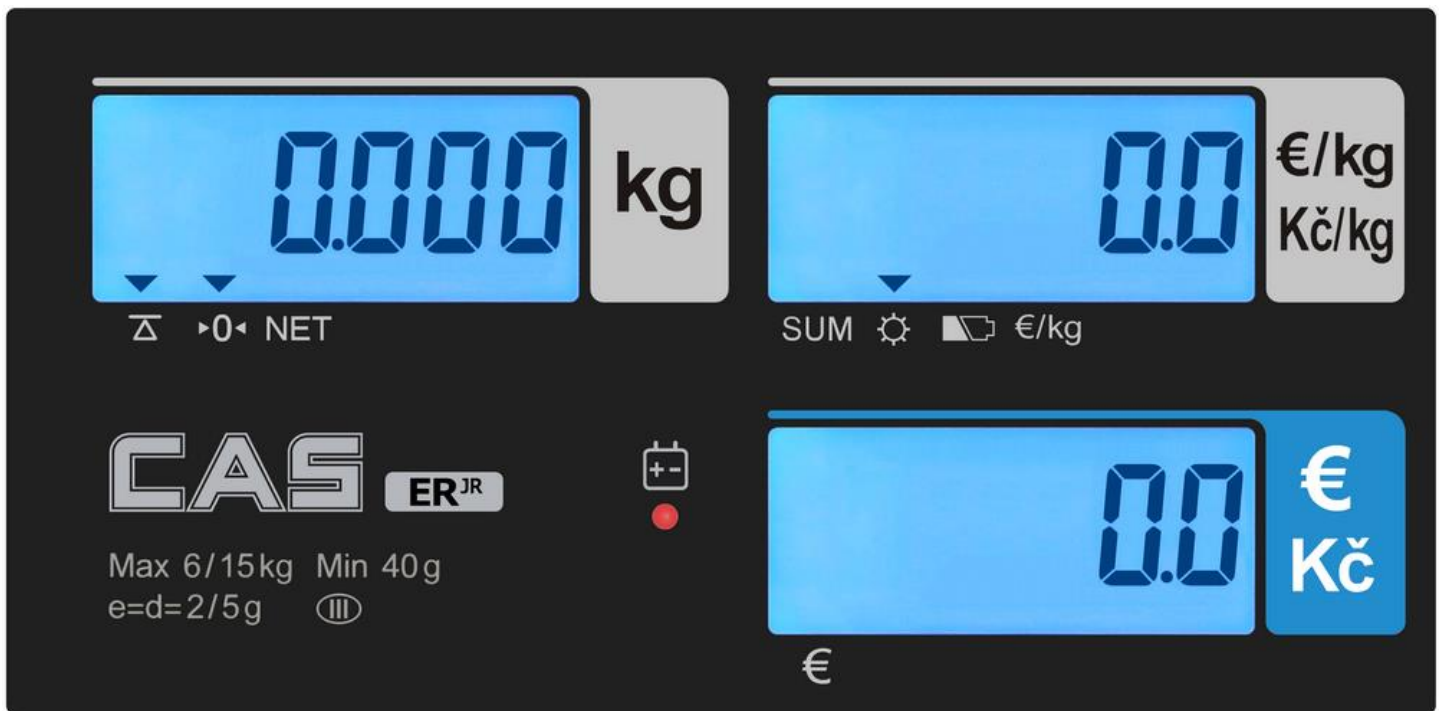 0.000 kg
0.0 €/kg
Kč/kg
▸0◂ NET
SUM €/kg
CAS ER JR
Max 6/15kg Min 40g
e=d=2/5g III
+-
0.0 €
Kč
€